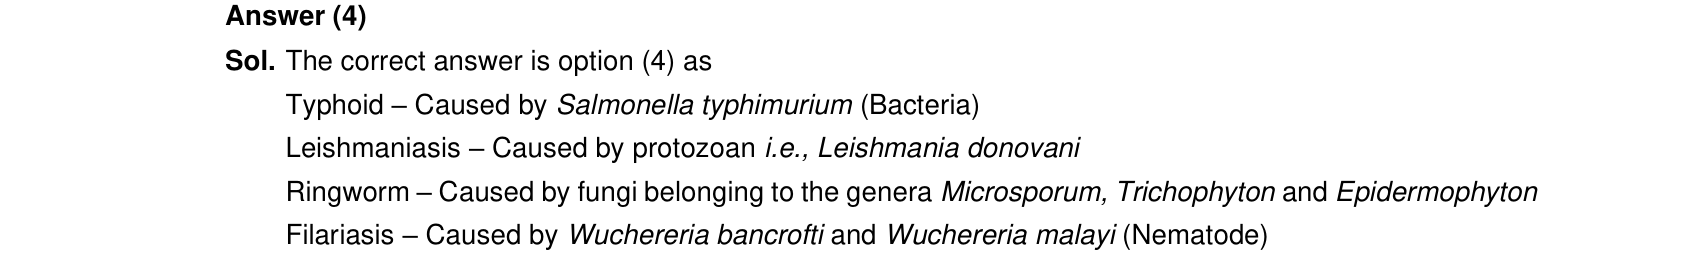 Answer (4)
Sol. The correct answer is option (4) as
Typhoid – Caused by Salmonella typhimurium (Bacteria)
Leishmaniasis – Caused by protozoan i.e., Leishmania donovani
Ringworm – Caused by fungi belonging to the genera Microsporum, Trichophyton and Epidermophyton
Filariasis – Caused by Wuchereria bancrofti and Wuchereria malayi (Nematode)